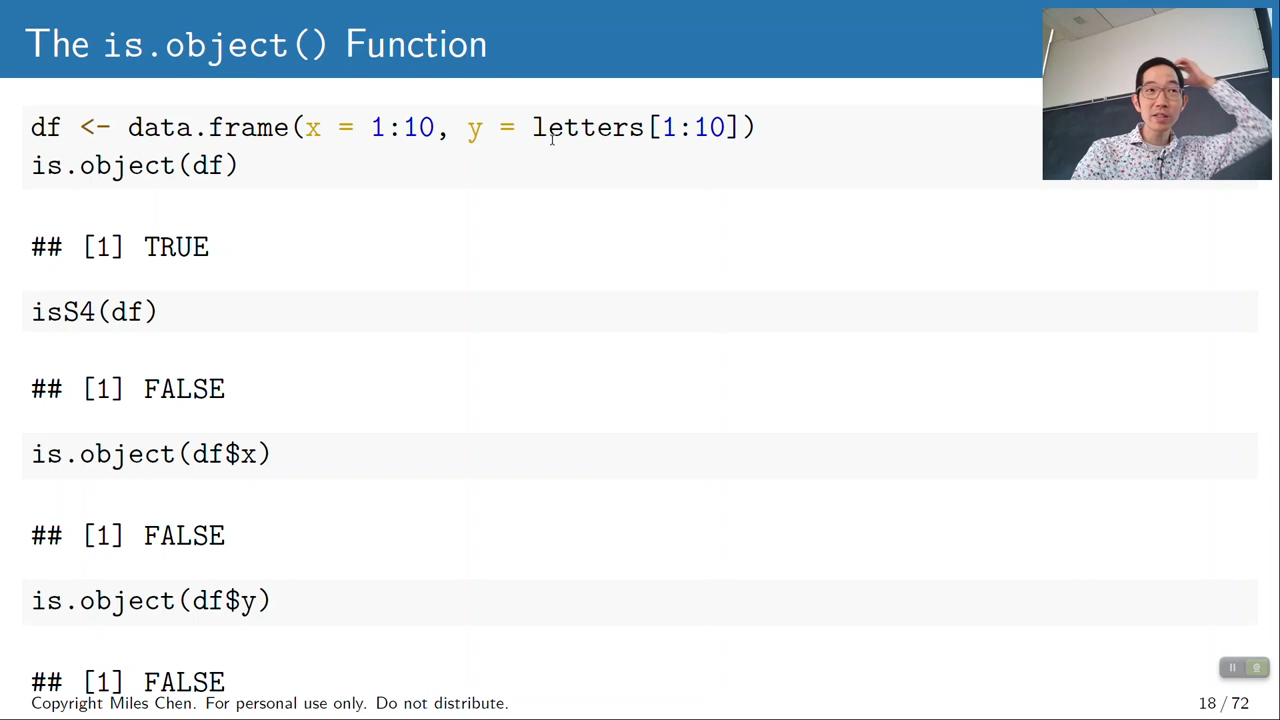 The is.object() Function
df <- data.frame(x = 1:10, y = letters[1:10])
is.object(df)
## [1] TRUE
isS4(df)
## [1] FALSE
is.object(df$x)
## [1] FALSE
is.object(df$y)
## [1] FALSE
Copyright Miles Chen. For personal use only. Do not distribute.
18 / 72